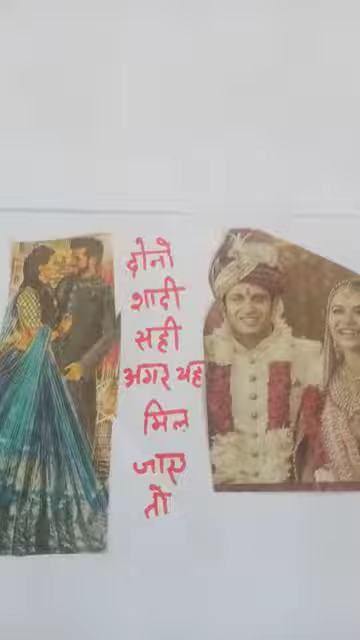 दोनो
शादी
सही
अगर यह
मिल
जाए
तो